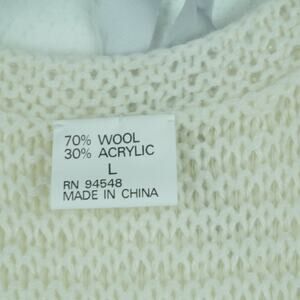 70% WOOL
30% ACRYLIC
L
RN 94548
MADE IN CHINA